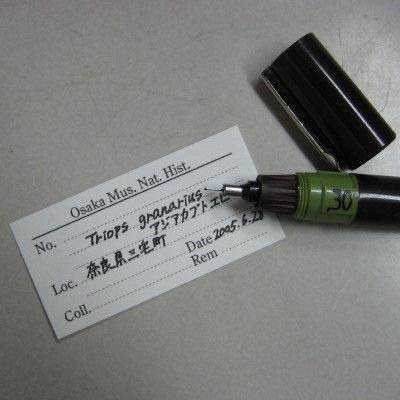 Osaka Mus. Nat. Hist.
No. Triops granarius
アジアカブトエビ
Loc. 奈良県三宅町
Date 2005.6.28
Coll.
Rem
30